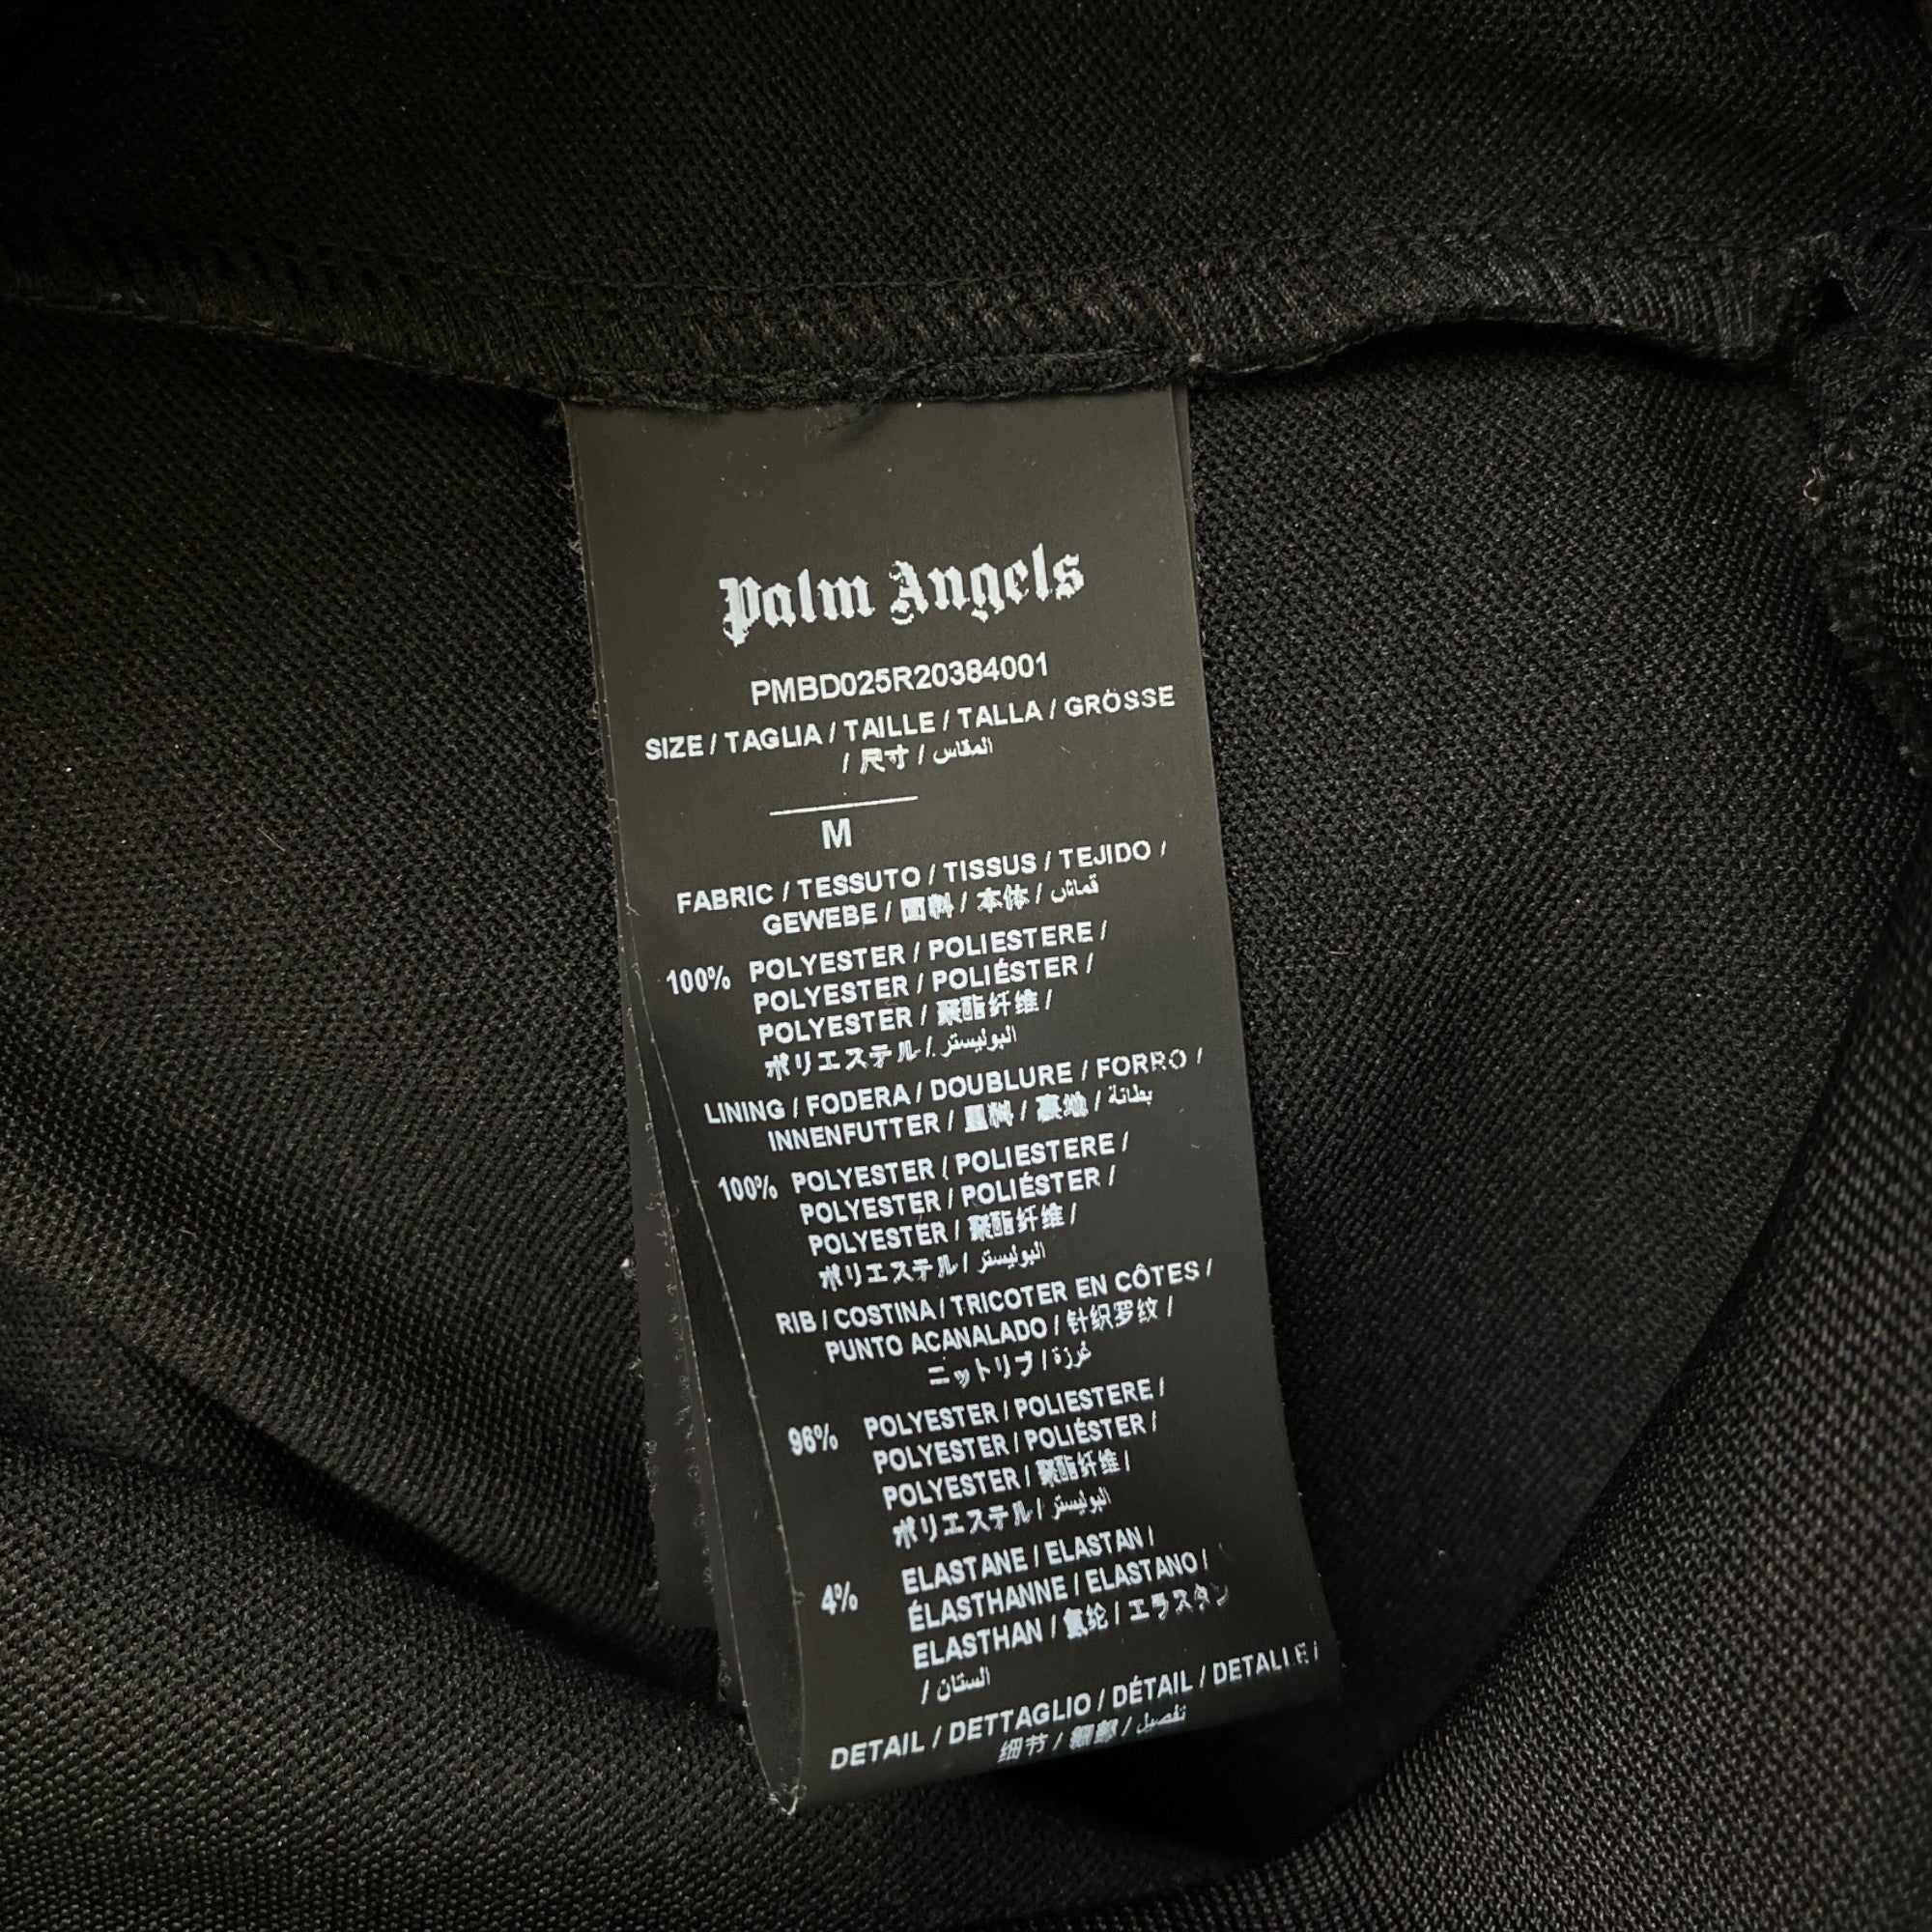 Palm Angels
PMBD025R20384001
SIZE / TAGLIA / TAILLE / TALLA / GRÖSSE
/ 尺寸 / المقاس
M
FABRIC / TESSUTO / TISSUS / TEJIDO /
GEWEBE / 面料 / 本体 / قماش
100% POLYESTER / POLIESTERE /
POLYESTER / POLIÉSTER /
POLYESTER / 聚酯纤维 /
ポリエステル / البوليستر
LINING / FODERA / DOUBLURE / FORRO /
INNENFUTTER / 里料 / 裏地 / بطانة
100% POLYESTER / POLIESTERE /
POLYESTER / POLIÉSTER /
POLYESTER / 聚酯纤维 /
ポリエステル / البوليستر
RIB / COSTINA / TRICOTER EN CÔTES /
PUNTO ACANALADO / 针织罗纹 /
ニットリブ / غرزة
96% POLYESTER / POLIESTERE /
POLYESTER / POLIÉSTER /
POLYESTER / 聚酯纤维 /
ポリエステル / البوليستر
4% ELASTANE / ELASTAN /
ÉLASTHANNE / ELASTANO /
ELASTHAN / 氨纶 / エラスタン
/ الستان
DETAIL / DETTAGLIO / DÉTAIL / DETALLE /
细节 / 細部 / تفصيل